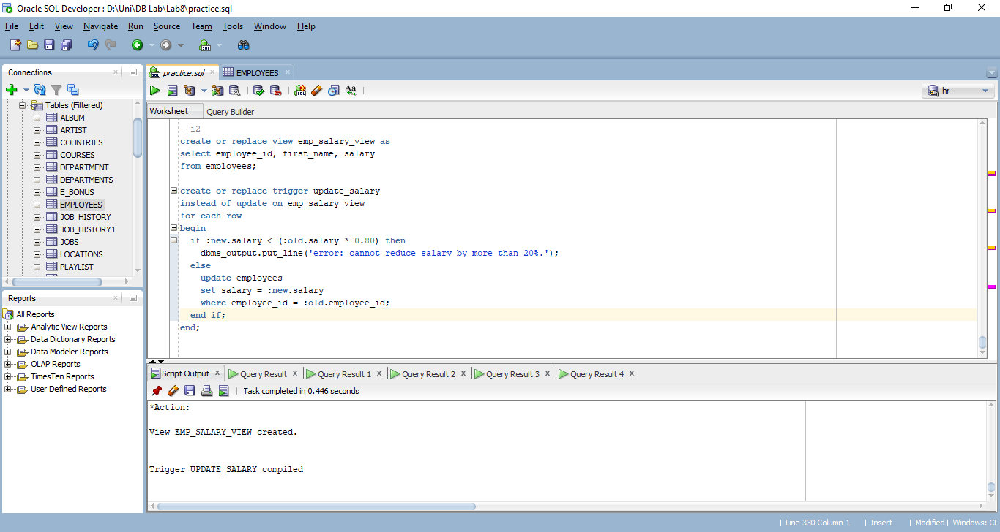 Oracle SQL Developer : D:\Uni\DB Lab\Lab8\practice.sql
File Edit View Navigate Run Source Team Tools Window Help
Connections
Tables (Filtered)
ALBUM
ARTIST
COUNTRIES
COURSES
DEPARTMENT
DEPARTMENTS
E_BONUS
EMPLOYEES
JOB_HISTORY
JOB_HISTORY1
JOBS
LOCATIONS
PLAYLIST
Reports
All Reports
Analytic View Reports
Data Dictionary Reports
Data Modeler Reports
OLAP Reports
TimesTen Reports
User Defined Reports
practice.sql EMPLOYEES
hr
Worksheet Query Builder
--i2
create or replace view emp_salary_view as
select employee_id, first_name, salary
from employees;
create or replace trigger update_salary
instead of update on emp_salary_view
for each row
begin
if :new.salary < (:old.salary * 0.80) then
dbms_output.put_line('error: cannot reduce salary by more than 20%.');
else
update employees
set salary = :new.salary
where employee_id = :old.employee_id;
end if;
end;
Script Output x Query Result x Query Result 1 x Query Result 2 x Query Result 3 x Query Result 4 x
Task completed in 0.446 seconds
*Action:
View EMP_SALARY_VIEW created.
Trigger UPDATE_SALARY compiled
| Line 330 Column 1 | Insert | Modified | Windows: